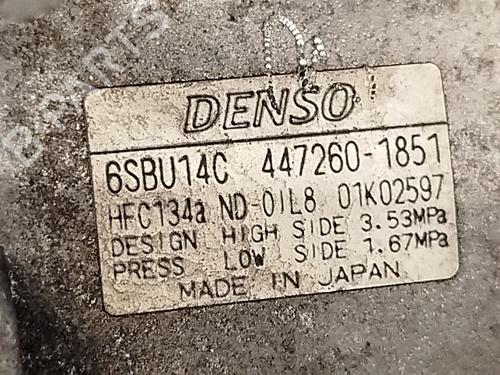 B-PARTS
DENSO
6SBU14C 447260-1851
HFC134a ND-OIL8 01K02597
DESIGN HIGH SIDE 3.53MPa
PRESS LOW SIDE 1.67MPa
MADE IN JAPAN